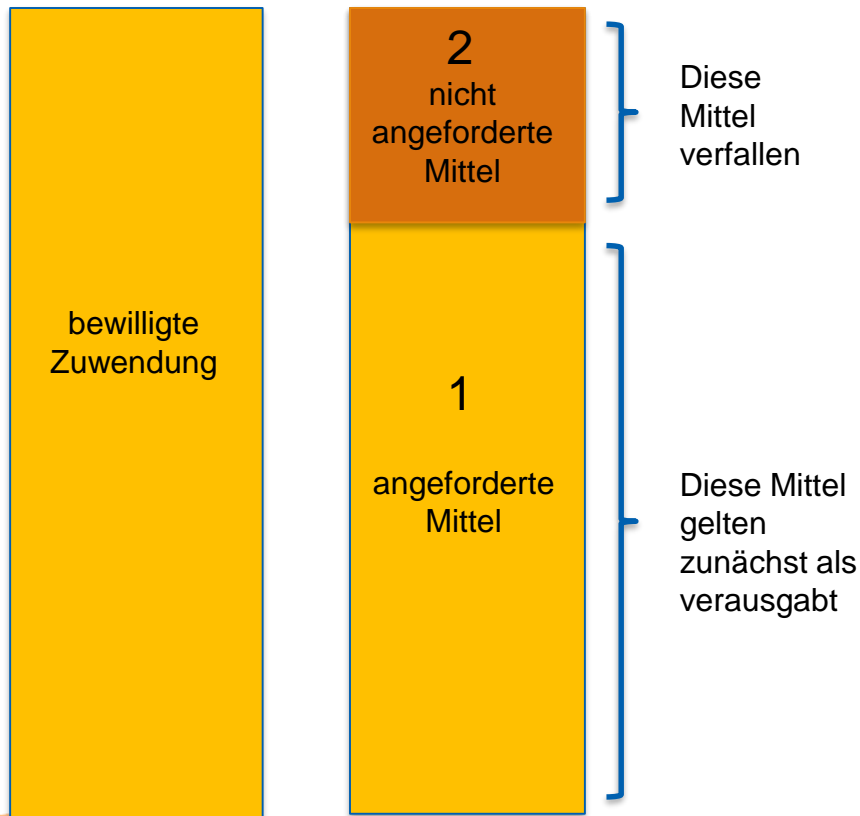 bewilligte
Zuwendung
2
nicht
angeforderte
Mittel
Diese
Mittel
verfallen
1
angeforderte
Mittel
Diese Mittel
gelten
zunächst als
verausgabt